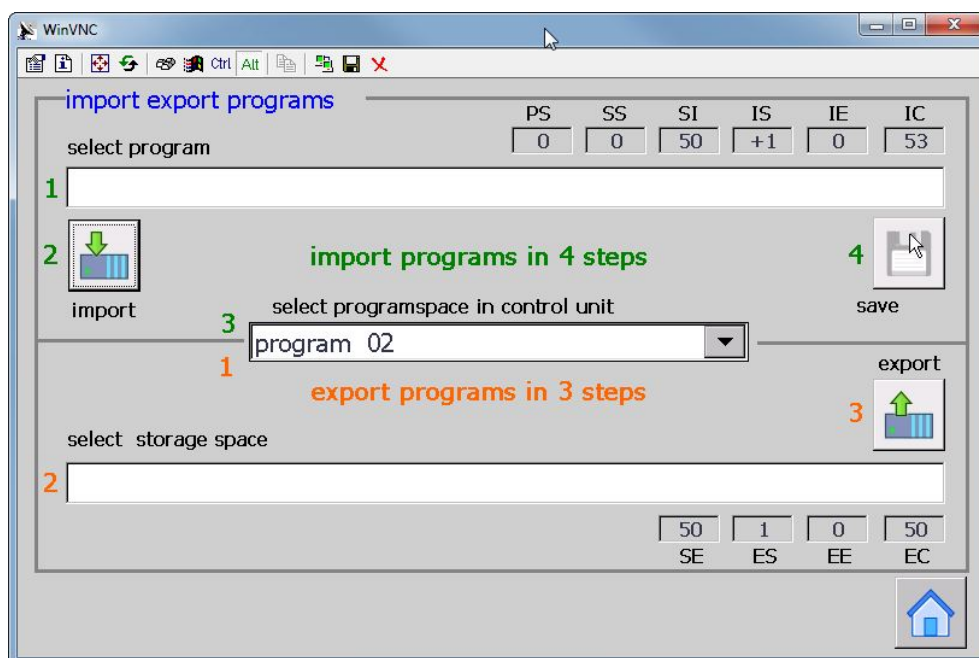 WinVNC
Ctrl Alt
import export programs
PS SS SI IS IE IC
0 0 50 +1 0 53
select program
1
2 import programs in 4 steps 4
import save
select programspace in control unit
3
program 02
1
export
export programs in 3 steps
3
select storage space
2
50 1 0 50
SE ES EE EC